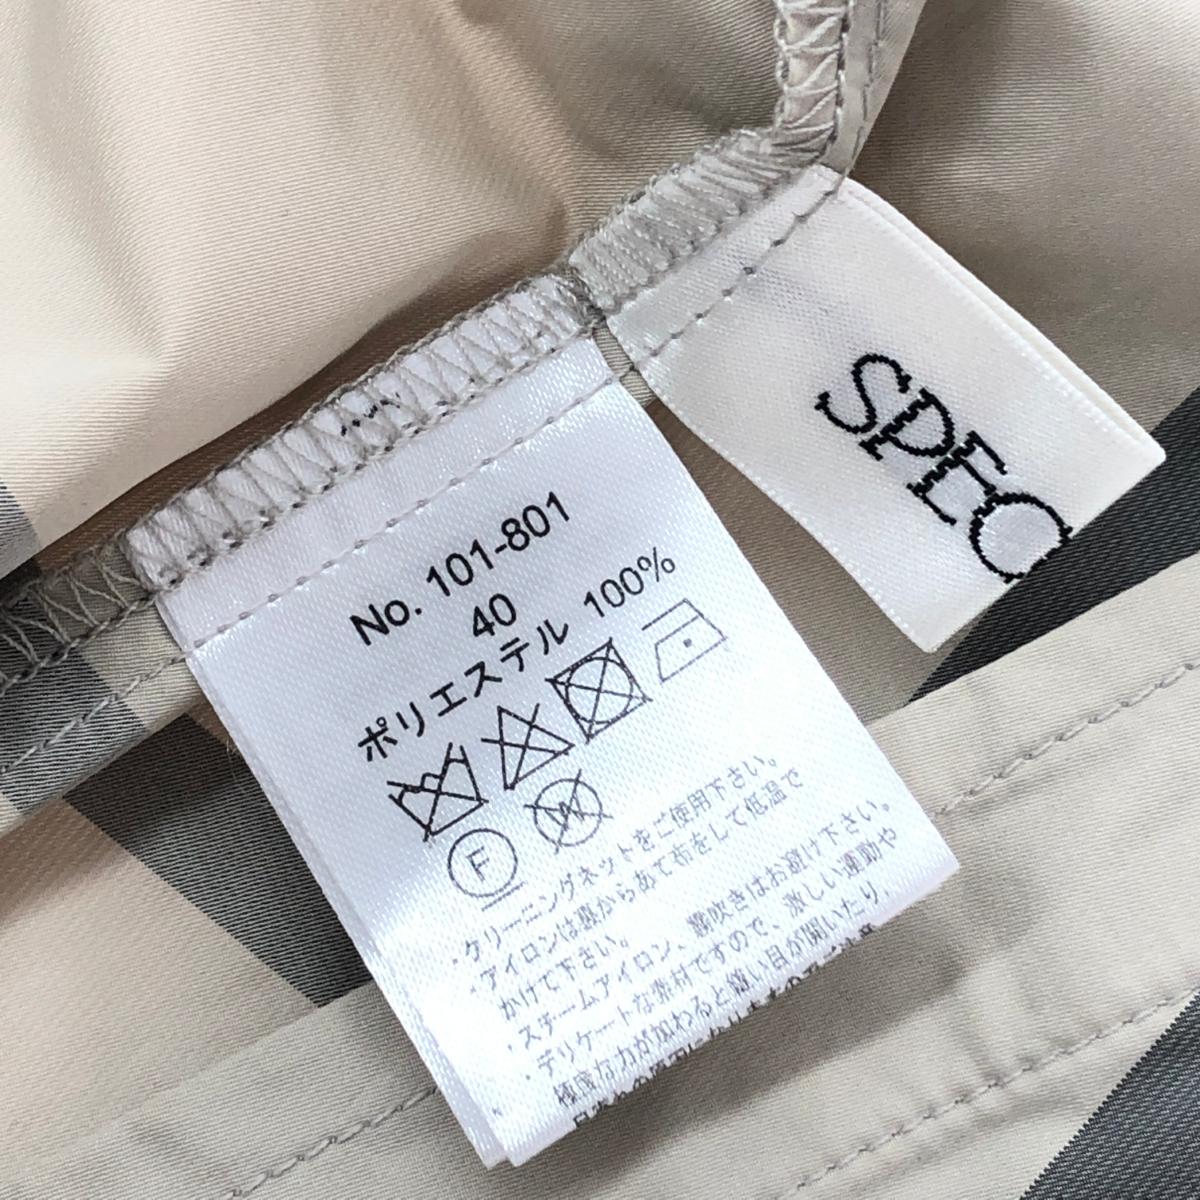 No. 101-801
40
ポリエステル 100%
F
W
・クリーニングネットをご使用下さい。
・アイロンは裏からあて布をして低温で
かけて下さい。
・スチームアイロン、霧吹きはお避け下さい。
・デリケートな素材ですので、激しい運動や
極度な力が加わると縫い目が開いたり、
SPEC